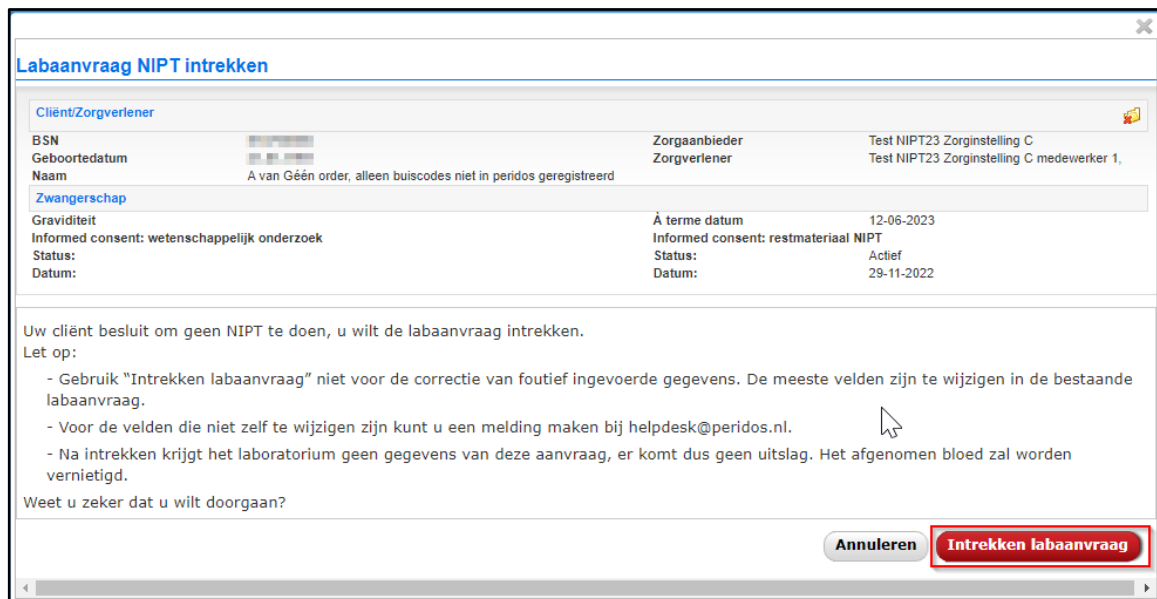 Labaanvraag NIPT intrekken
Cliënt/Zorgverlener
BSN Zorgaanbieder Test NIPT23 Zorginstelling C
Geboortedatum Zorgverlener Test NIPT23 Zorginstelling C medewerker 1,
Naam A van Géén order, alleen buiscodes niet in peridos geregistreerd
Zwangerschap
Graviditeit À terme datum 12-06-2023
Informed consent: wetenschappelijk onderzoek Informed consent: restmateriaal NIPT
Status: Status: Actief
Datum: Datum: 29-11-2022
Uw cliënt besluit om geen NIPT te doen, u wilt de labaanvraag intrekken.
Let op:
- Gebruik “Intrekken labaanvraag” niet voor de correctie van foutief ingevoerde gegevens. De meeste velden zijn te wijzigen in de bestaande
labaanvraag.
- Voor de velden die niet zelf te wijzigen zijn kunt u een melding maken bij helpdesk@peridos.nl.
- Na intrekken krijgt het laboratorium geen gegevens van deze aanvraag, er komt dus geen uitslag. Het afgenomen bloed zal worden
vernietigd.
Weet u zeker dat u wilt doorgaan?
Annuleren Intrekken labaanvraag